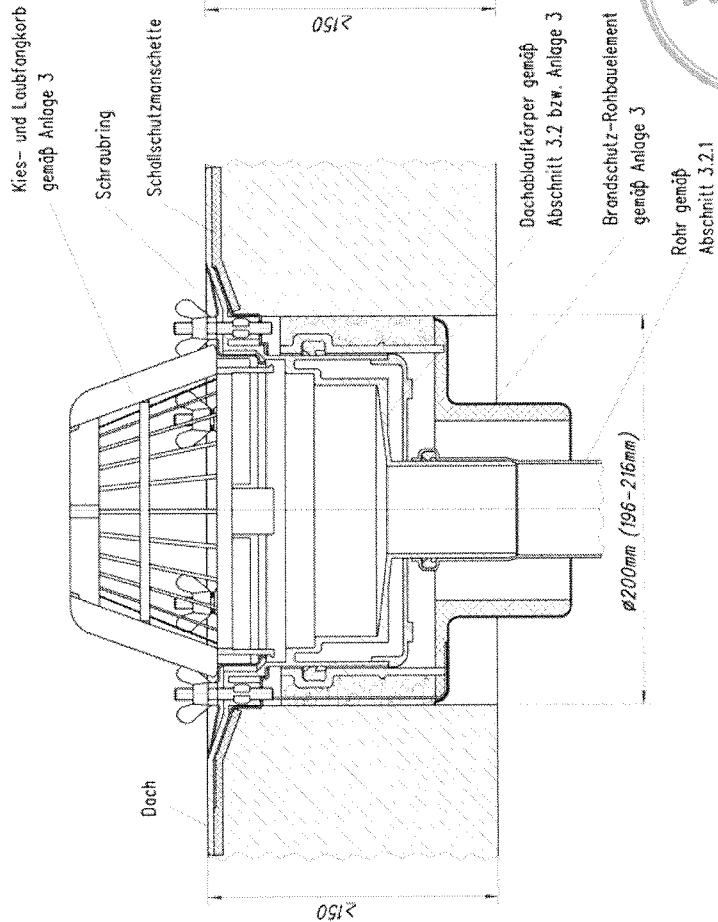 Kies- und Laubfangkorb
gemäß Anlage 3
Schraubring
Schallschutzmanschette
Dach
≥150
≥150
Dachablaufkörper gemäß
Abschnitt 3.2 bzw. Anlage 3
Brandschutz-Rohbauelement
gemäß Anlage 3
Rohr gemäß
Abschnitt 3.2.1
ø200mm (196-216mm)